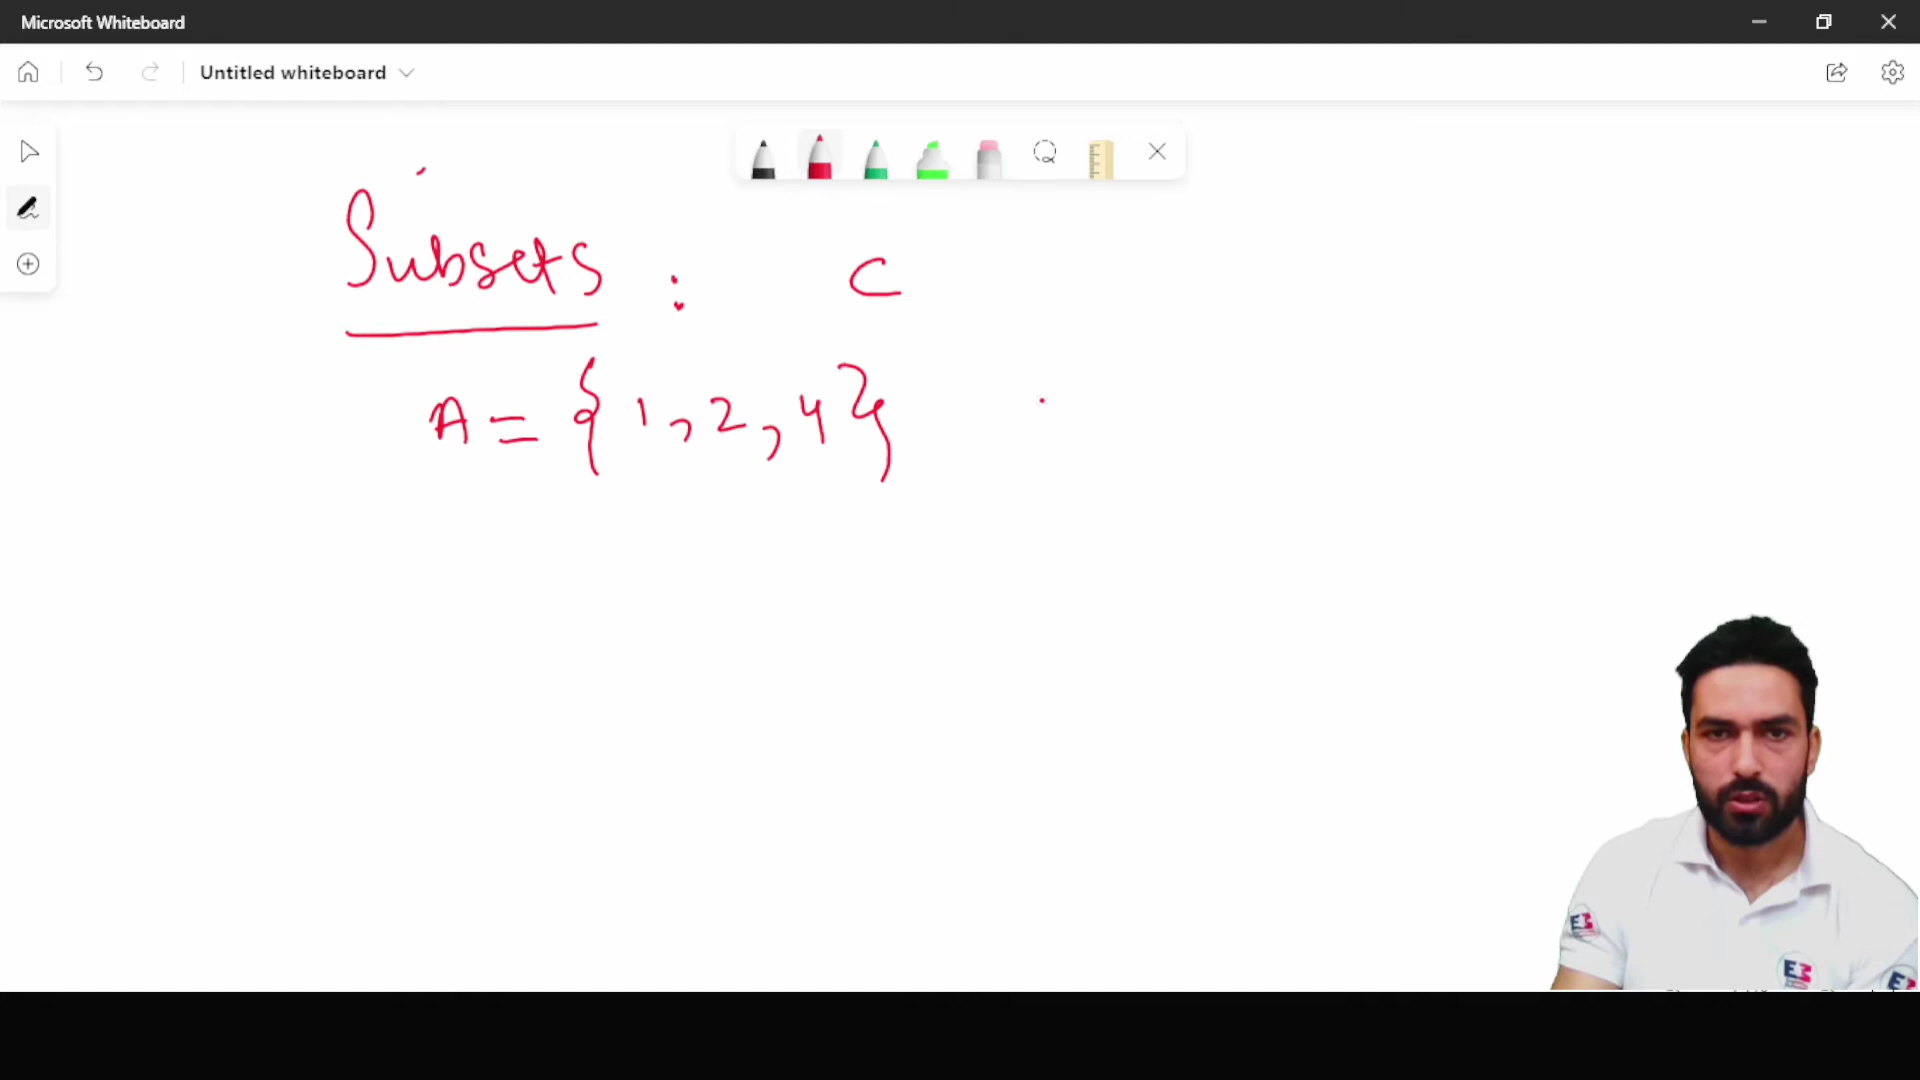 Microsoft Whiteboard
Untitled whiteboard
Subsets : ⊂
A = {1, 2, 4}